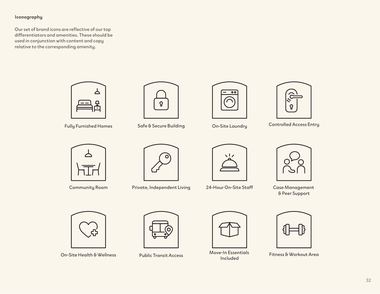 Iconography
Our set of brand icons are reflective of our top
differentiators and amenities. These should be
used in conjunction with content and copy
relative to the corresponding amenity.
Fully Furnished Homes
Safe & Secure Building
On-Site Laundry
Controlled Access Entry
Community Room
Private, Independent Living
24-Hour On-Site Staff
Case Management
& Peer Support
On-Site Health & Wellness
Public Transit Access
Move-In Essentials
Included
Fitness & Workout Area
32